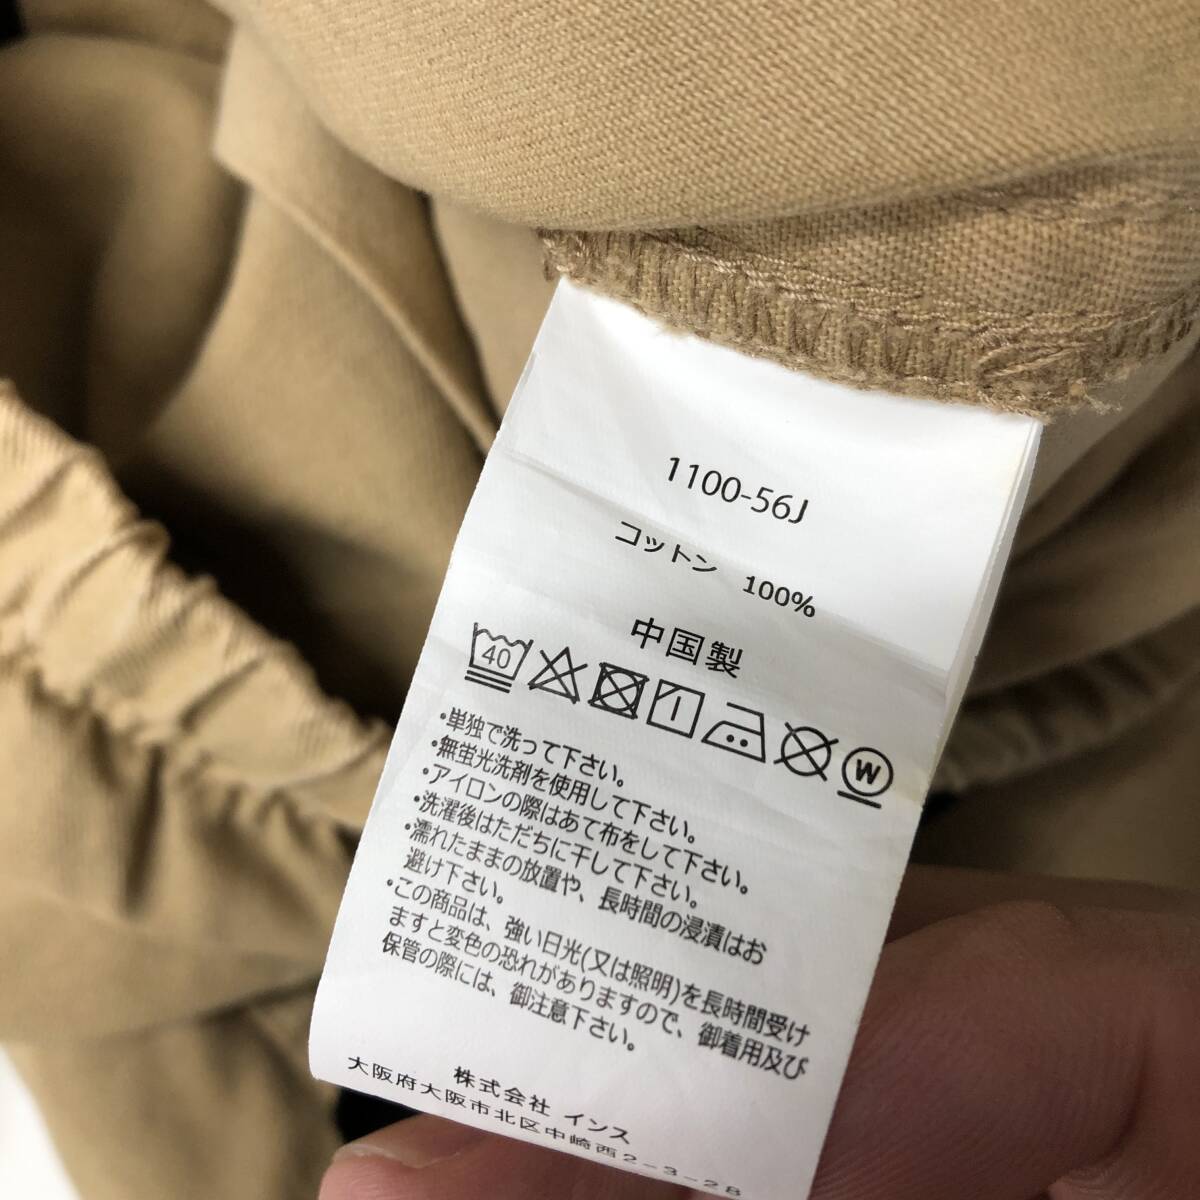 1100-56J
コットン 100%
中国製
40 W
・単独で洗って下さい。
・無蛍光洗剤を使用して下さい。
・アイロンの際はあて布をして下さい。
・洗濯後はただちに干して下さい。
・濡れたままの放置や、長時間の浸漬はお
避け下さい。
・この商品は、強い日光(又は照明)を長時間受け
ますと変色の恐れがありますので、御着用及び
保管の際には、御注意下さい。
株式会社 インス
大阪府大阪市北区中崎西2-3-28